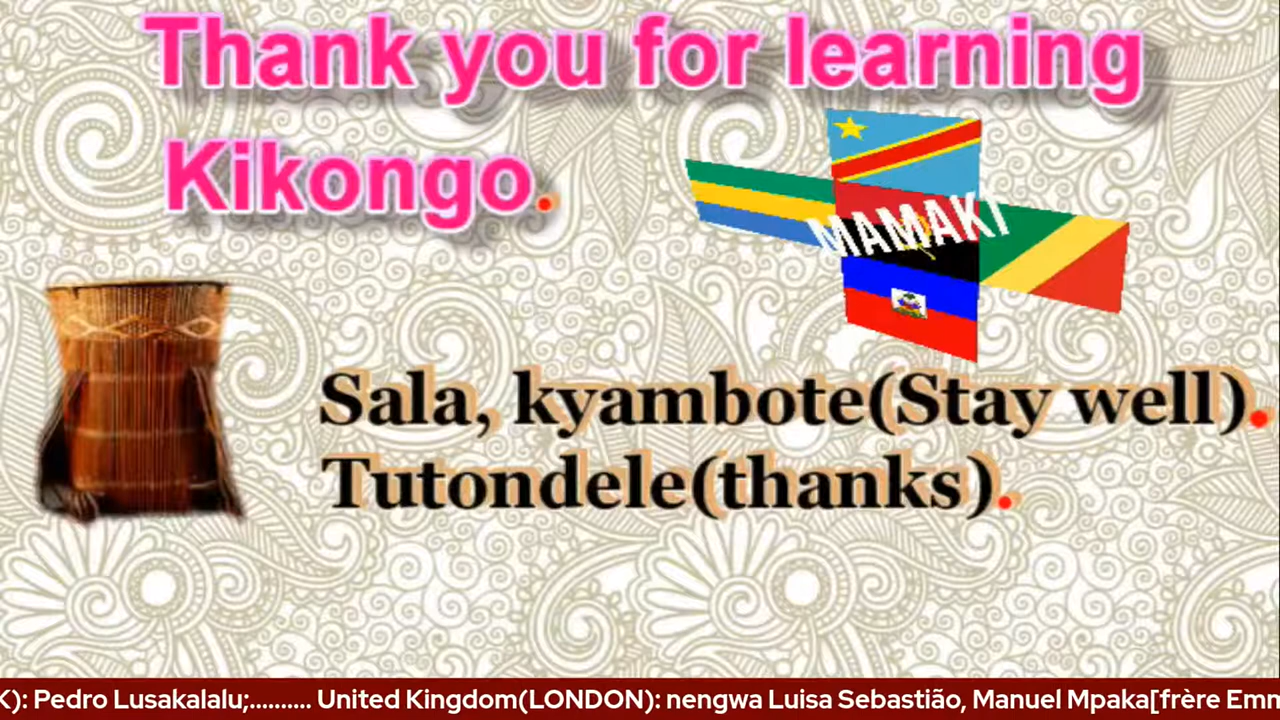 Thank you for learning
Kikongo.
MAMAKI
Sala, kyambote(Stay well).
Tutondele(thanks).
K): Pedro Lusakalalu;.......... United Kingdom(LONDON): nengwa Luisa Sebastião, Manuel Mpaka[frère Emm